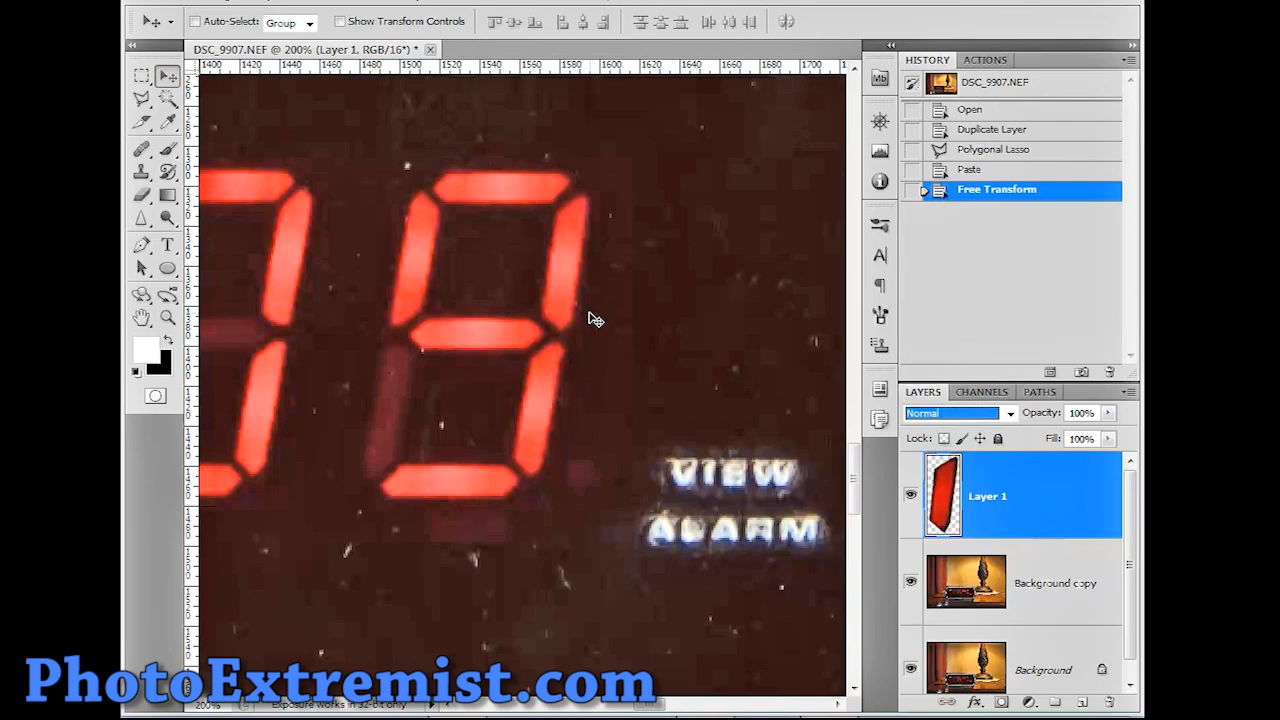 Auto-Select: Group Show Transform Controls
DSC_9907.NEF @ 200% (Layer 1, RGB/16*) *
1400 1420 1440 1460 1480 1500 1520 1540 1560 1580 1600 1620 1640 1660 1680 1700
HISTORY ACTIONS
DSC_9907.NEF
Open
Duplicate Layer
Polygonal Lasso
Paste
Free Transform
Mb
VIEW
ALARM
LAYERS CHANNELS PATHS
Normal Opacity: 100%
Lock: Fill: 100%
Layer 1
Background copy
Background
200% Exposure works in 32-bit only
PhotoExtremist.com